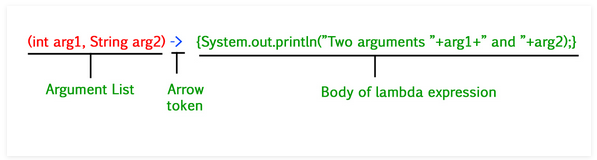 (int arg1, String arg2) -> {System.out.println("Two arguments "+arg1+" and "+arg2);}
Argument List
Arrow
token
Body of lambda expression